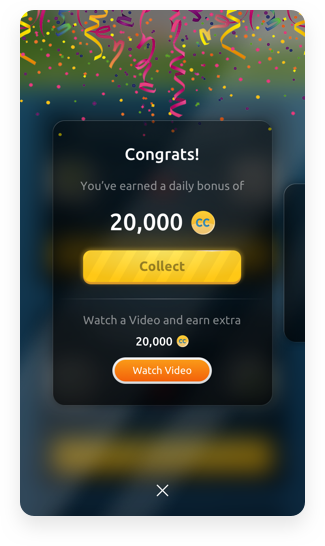 Congrats!
You've earned a daily bonus of
20,000 CC
Collect
Watch a Video and earn extra
20,000 CC
Watch Video